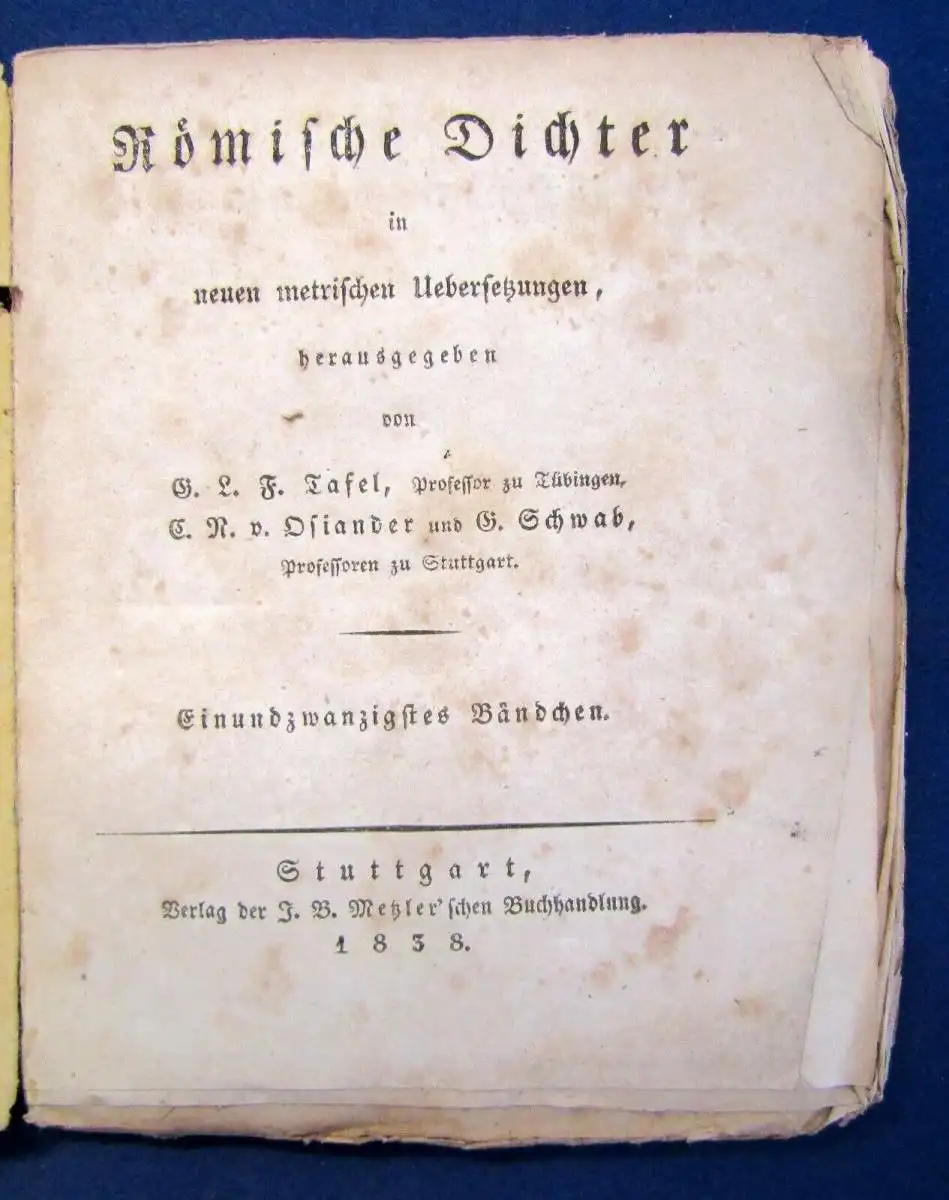 Römische Dichter
in
neuen metrischen Uebersetzungen,
herausgegeben
von
G. L. F. Tafel, Professor zu Tübingen,
C. N. v. Osiander und G. Schwab,
Professoren zu Stuttgart.
Einundzwanzigstes Bändchen.
Stuttgart,
Verlag der J. B. Metzler'schen Buchhandlung.
1838.